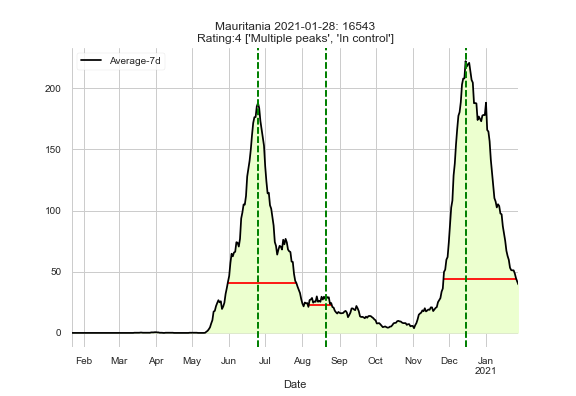 Mauritania 2021-01-28: 16543
Rating:4 ['Multiple peaks', 'In control']
Average-7d
200
150
100
50
0
Feb Mar Apr May Jun Jul Aug Sep Oct Nov Dec Jan
2021
Date